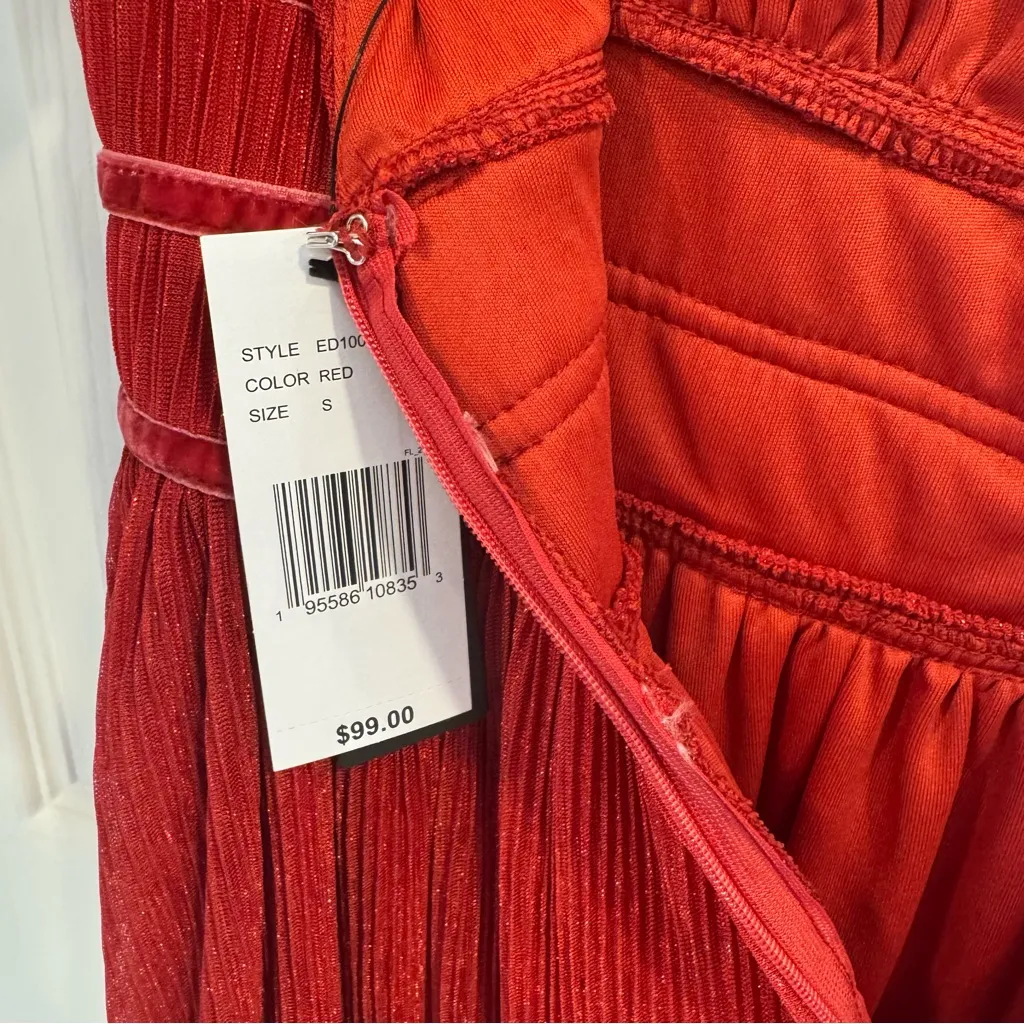 STYLE ED100
COLOR RED
SIZE S
1 95586 10835 3
$99.00